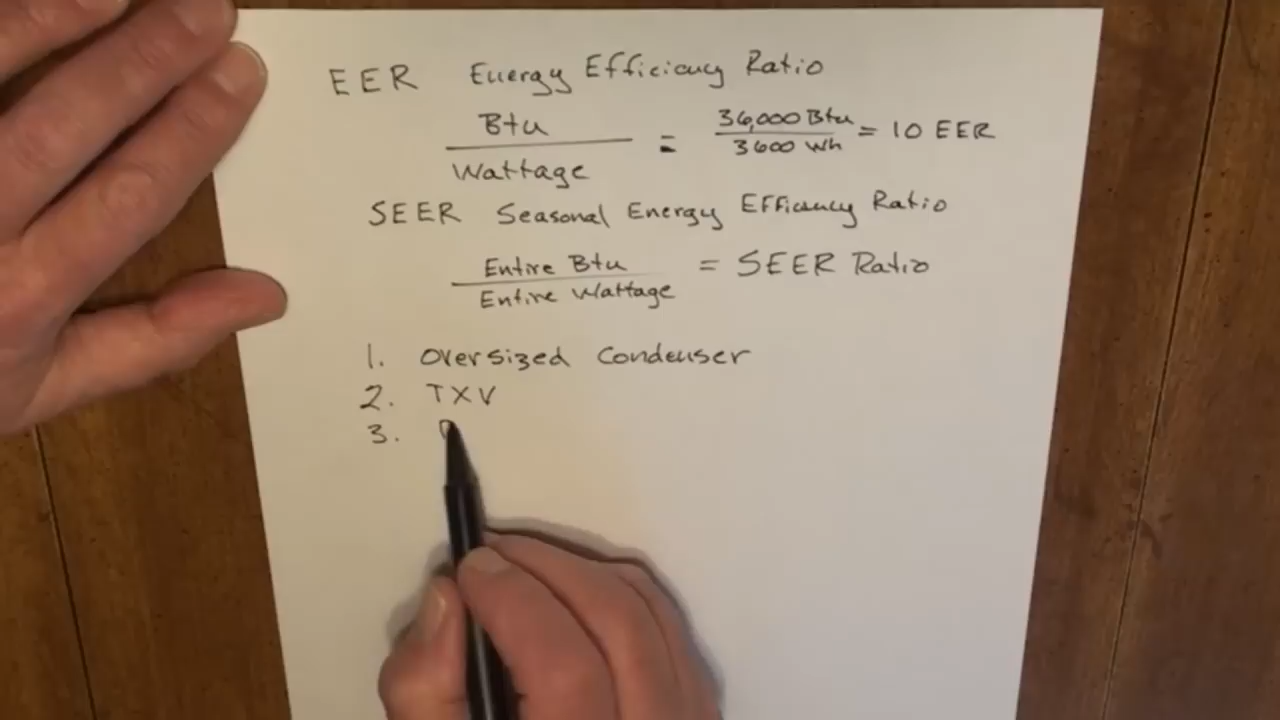 EER Energy Efficiency Ratio
Btu / Wattage = 36,000 Btu / 3600 Wh = 10 EER
SEER Seasonal Energy Efficiency Ratio
Entire Btu / Entire Wattage = SEER Ratio
1. Oversized Condenser
2. TXV
3.